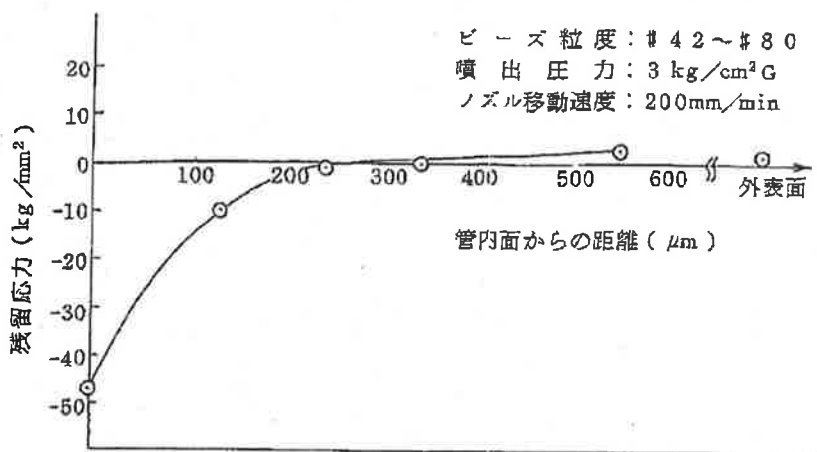 ビーズ粒度:#42~#80
噴出圧力:3 kg/cm²G
ノズル移動速度:200mm/min
20
10
0
-10
-20
-30
-40
-50
残留応力(kg/mm²)
100 200 300 400 500 600 外表面
管内面からの距離( μm )